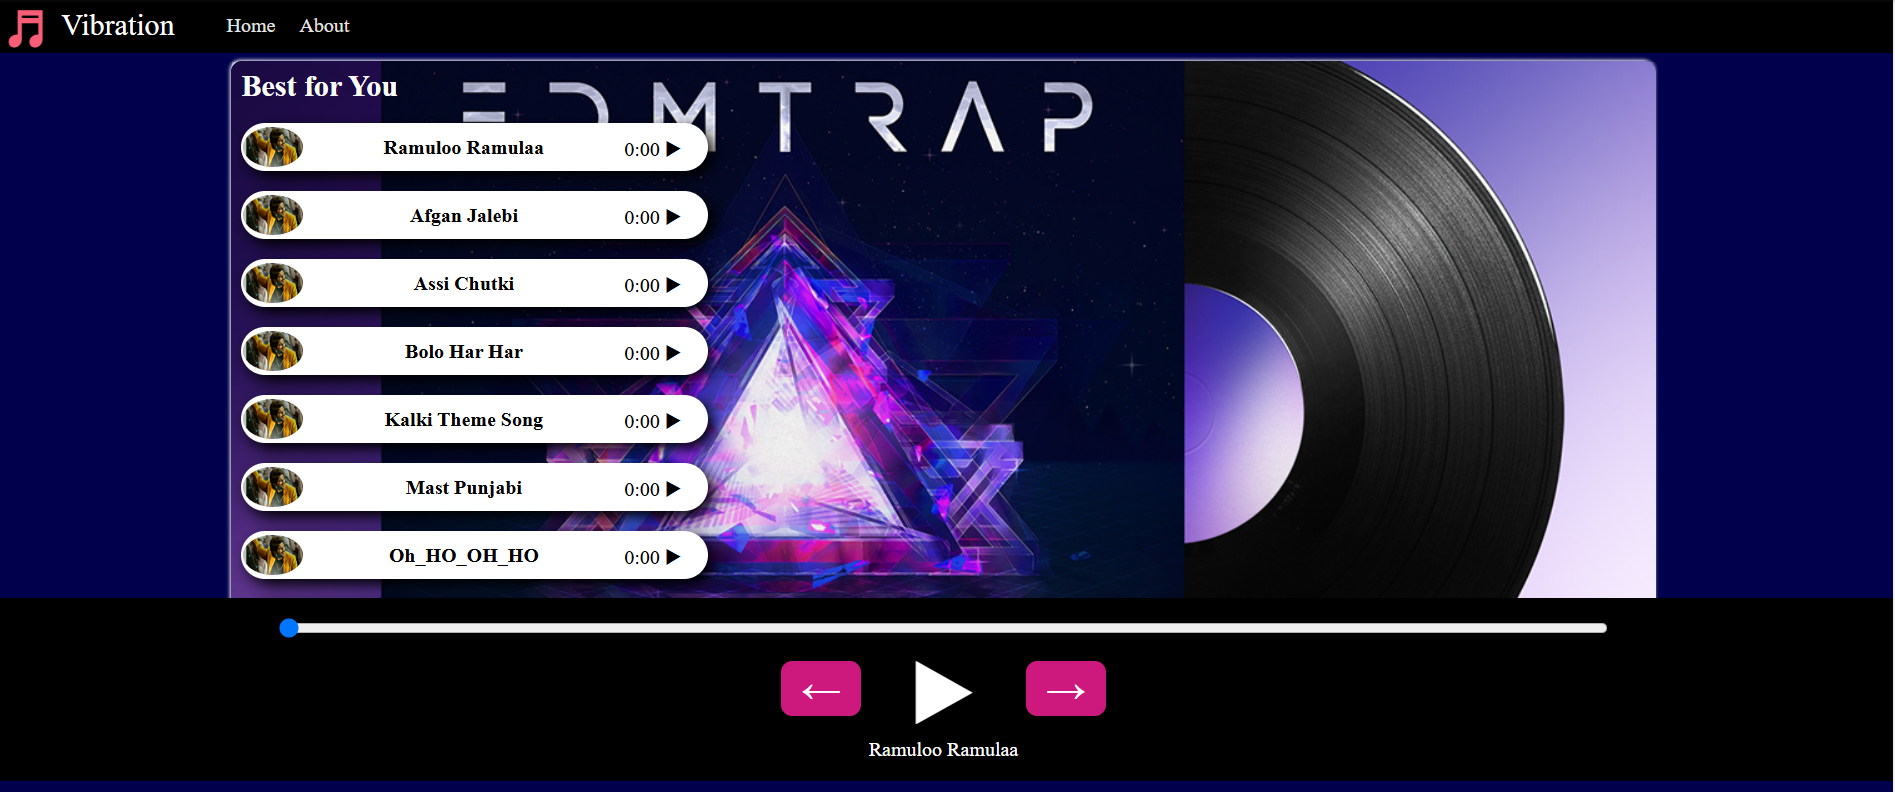 Vibration Home About
Best for You
EDMTRAP
Ramuloo Ramulaa 0:00
Afgan Jalebi 0:00
Assi Chutki 0:00
Bolo Har Har 0:00
Kalki Theme Song 0:00
Mast Punjabi 0:00
Oh_HO_OH_HO 0:00
← →
Ramuloo Ramulaa